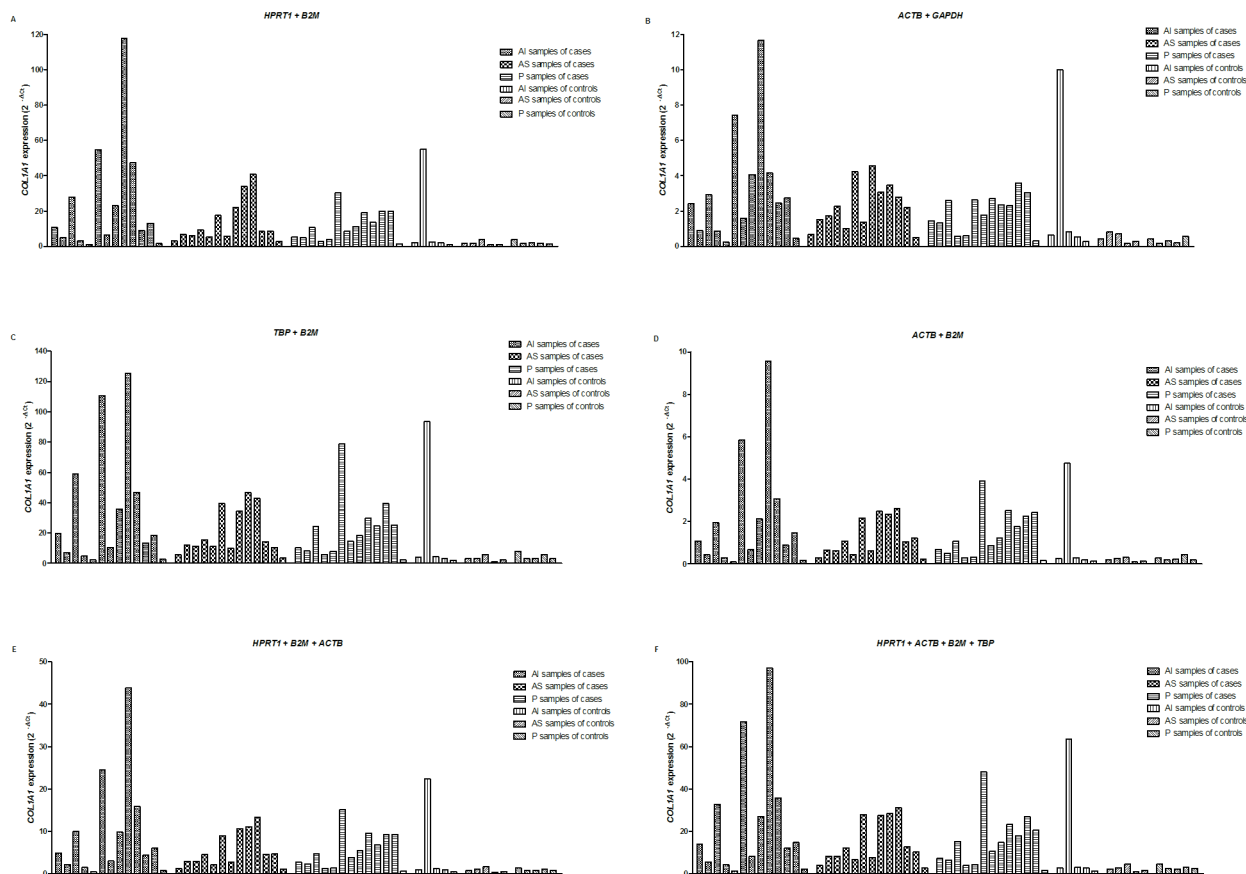 A
HPRT1 + B2M
COL1A1 expression (2 -ΔCt)
120
100
80
60
40
20
0
AI samples of cases
AS samples of cases
P samples of cases
AI samples of controls
AS samples of controls
P samples of controls
B
ACTB + GAPDH
COL1A1 expression (2 -ΔCt)
12
10
8
6
4
2
0
AI samples of cases
AS samples of cases
P samples of cases
AI samples of controls
AS samples of controls
P samples of controls
C
TBP + B2M
COL1A1 expression (2 -ΔCt)
140
120
100
80
60
40
20
0
AI samples of cases
AS samples of cases
P samples of cases
AI samples of controls
AS samples of controls
P samples of controls
D
ACTB + B2M
COL1A1 expression (2 -ΔCt)
10
8
6
4
2
0
AI samples of cases
AS samples of cases
P samples of cases
AI samples of controls
AS samples of controls
P samples of controls
E
HPRT1 + B2M + ACTB
COL1A1 expression (2 -ΔCt)
50
40
30
20
10
0
AI samples of cases
AS samples of cases
P samples of cases
AI samples of controls
AS samples of controls
P samples of controls
F
HPRT1 + ACTB + B2M + TBP
COL1A1 expression (2 -ΔCt)
100
80
60
40
20
0
AI samples of cases
AS samples of cases
P samples of cases
AI samples of controls
AS samples of controls
P samples of controls